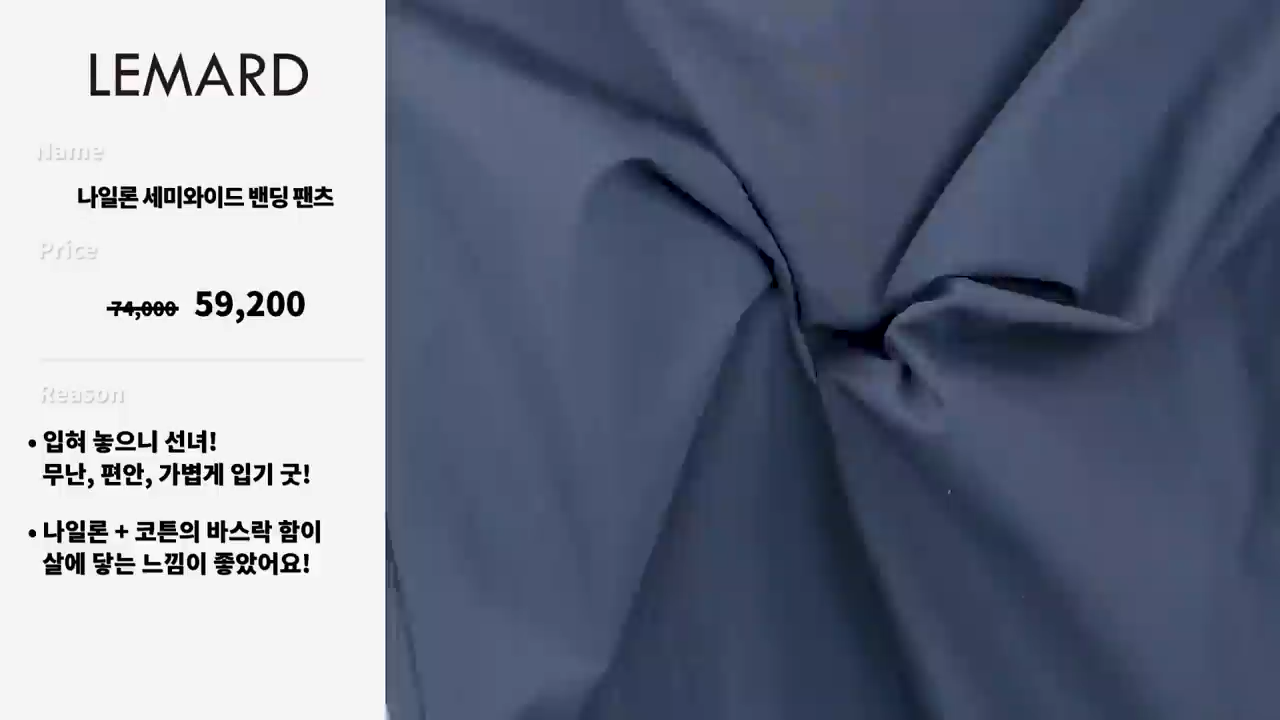 LEMARD
Name
나일론 세미와이드 밴딩 팬츠
Price
74,000 59,200
Reason
• 입혀 놓으니 선녀!
무난, 편안, 가볍게 입기 굿!
• 나일론 + 코튼의 바스락 함이
살에 닿는 느낌이 좋았어요!